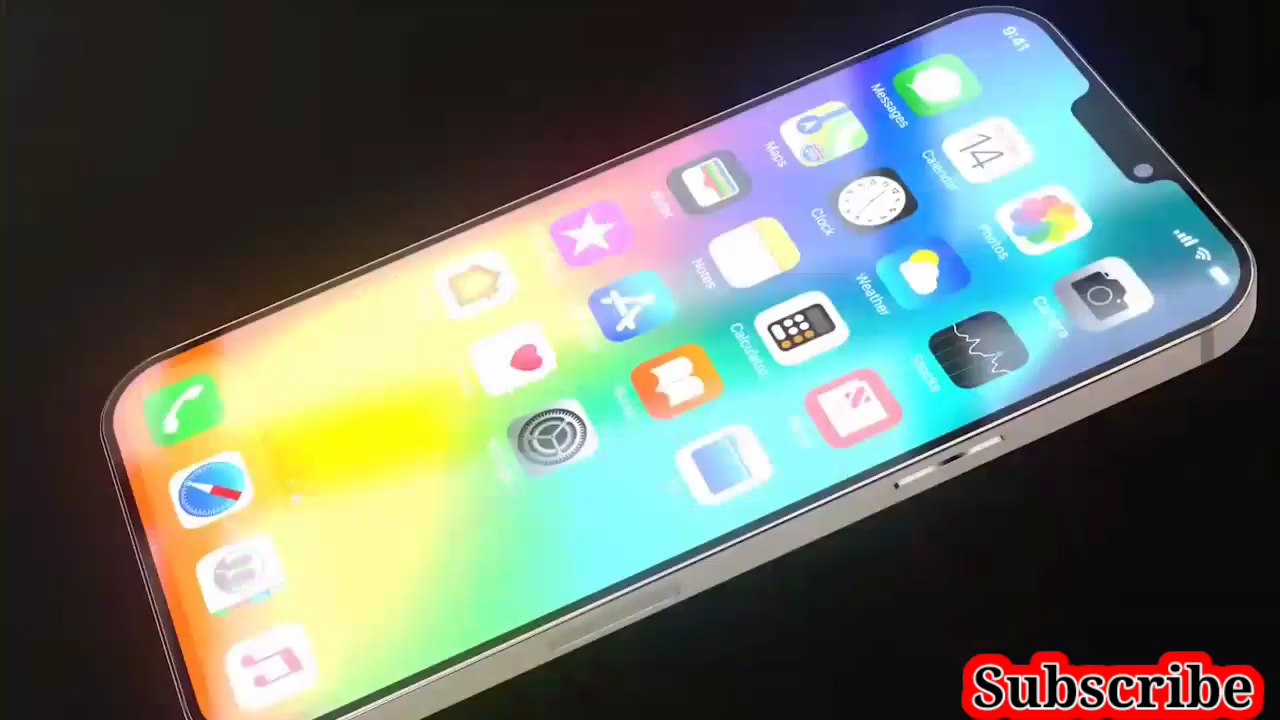 9:41
Messages
Calendar
14
Photos
Camera
Maps
Clock
Weather
Stocks
Notes
Calculator
Subscribe